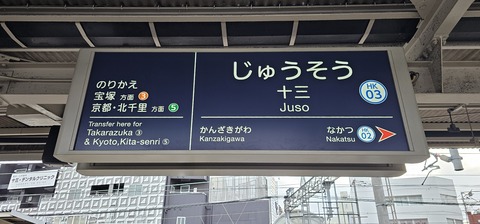 のりかえ
宝塚 方面 3
京都・北千里 方面 5
Transfer here for
Takarazuka 3
& Kyoto,Kita-senri 5
じゅうそう
十三
Juso
HK
03
かんざきがわ
Kanzakigawa
なかつ
Nakatsu
HK
02